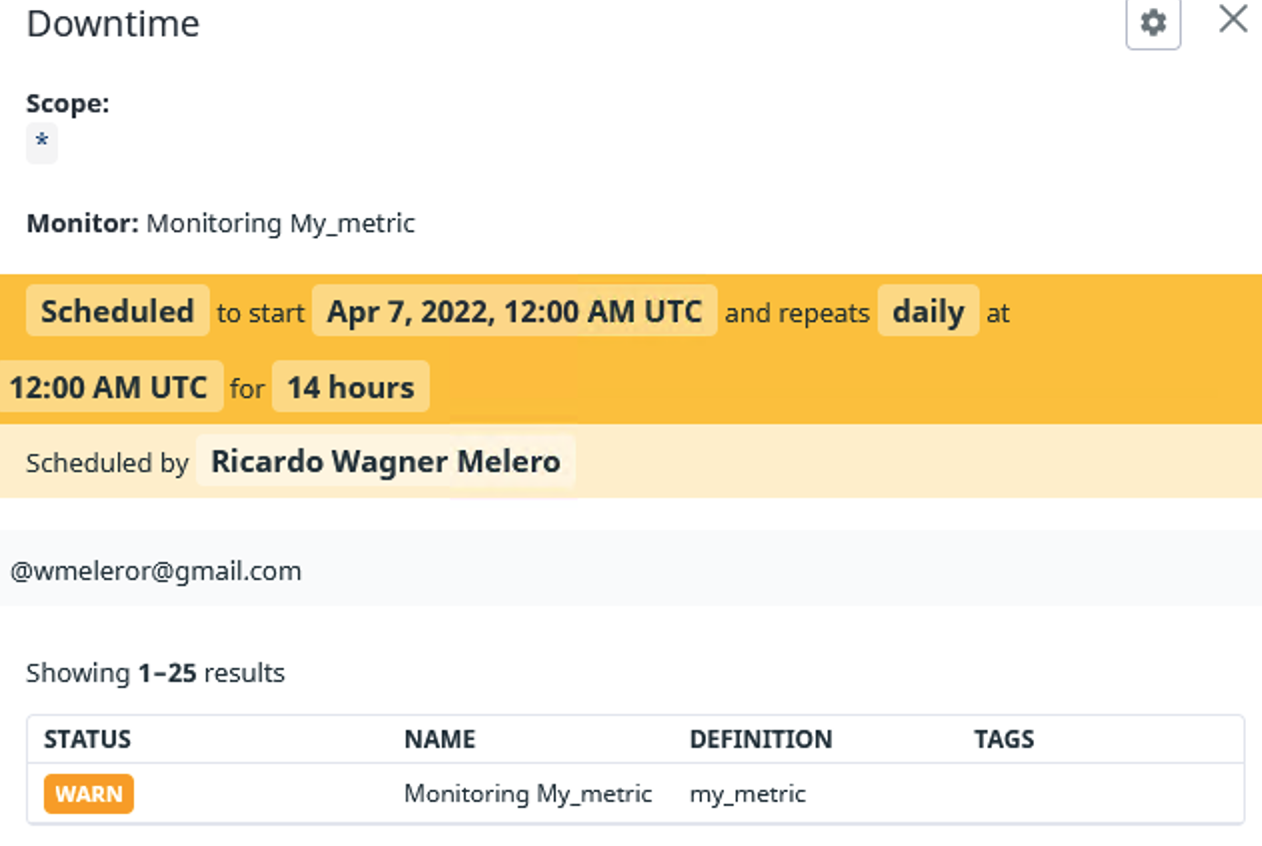 Downtime
Scope:
*
Monitor: Monitoring My_metric
Scheduled to start Apr 7, 2022, 12:00 AM UTC and repeats daily at
12:00 AM UTC for 14 hours
Scheduled by Ricardo Wagner Melero
@wmeleror@gmail.com
Showing 1–25 results
STATUS NAME DEFINITION TAGS
WARN Monitoring My_metric my_metric